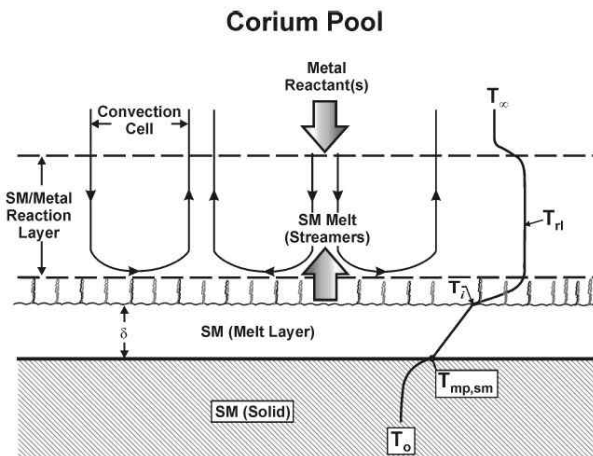 Corium Pool
Metal
Reactant(s)
T∞
Convection
Cell
SM/Metal
Reaction
Layer
SM Melt
(Streamers)
Trl
Ti
δ
SM (Melt Layer)
Tmp,sm
SM (Solid)
To